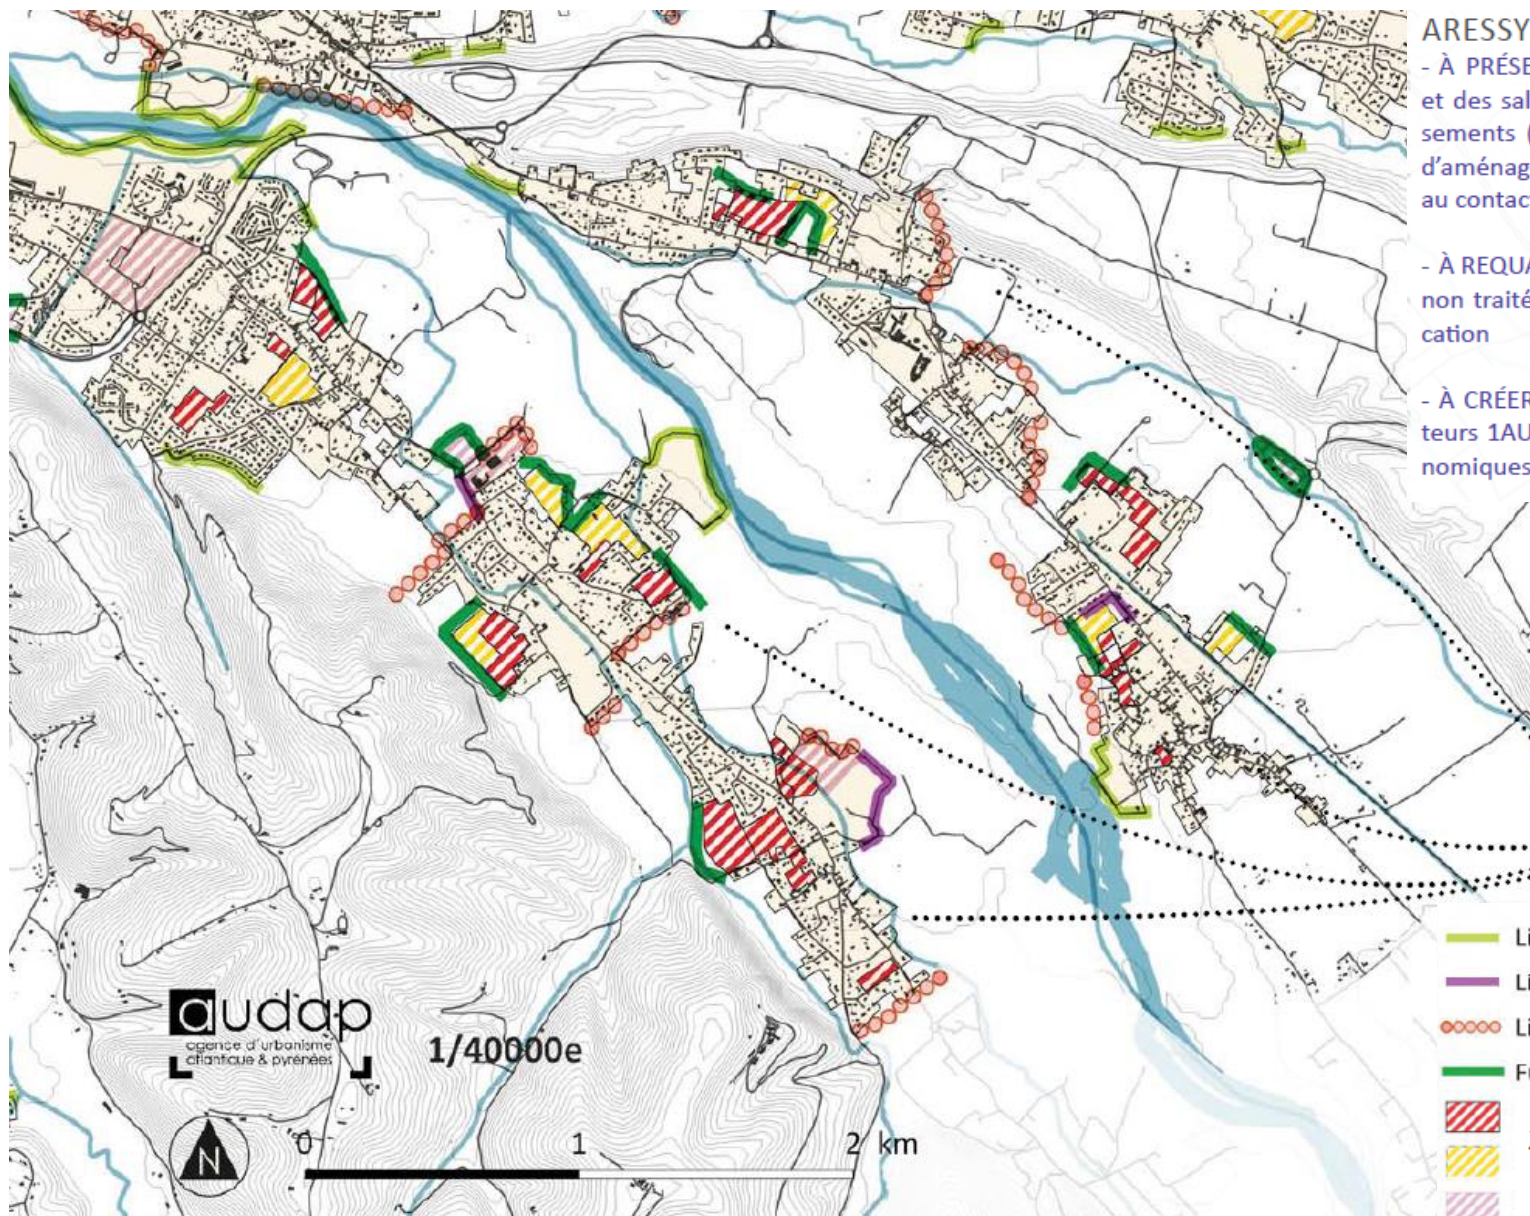 ARESSY
- À PRÉSE
et des sal
sements (
d’aménag
au contac
- À REQUA
non traité
cation
- À CRÉER
teurs 1AU
nomiques
Li
Li
Li
audap
agence d'urbanisme
atlantique & pyrénées
1/40000e
N
0 1 2 km